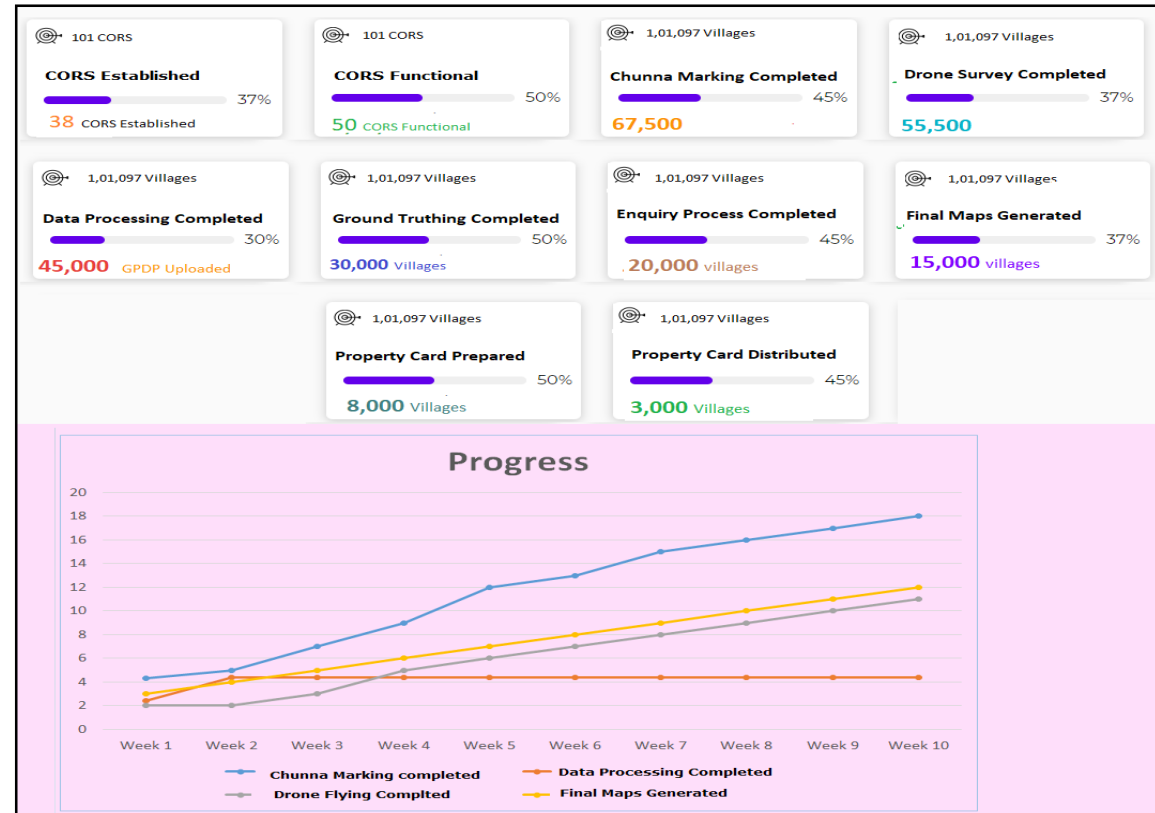 101 CORS
CORS Established
37%
38 CORS Established
101 CORS
CORS Functional
50%
50 CORS Functional
1,01,097 Villages
Chunna Marking Completed
45%
67,500
1,01,097 Villages
Drone Survey Completed
37%
55,500
1,01,097 Villages
Data Processing Completed
30%
45,000 GPDP Uploaded
1,01,097 Villages
Ground Truthing Completed
50%
30,000 Villages
1,01,097 Villages
Enquiry Process Completed
45%
20,000 villages
1,01,097 Villages
Final Maps Generated
37%
15,000 villages
1,01,097 Villages
Property Card Prepared
50%
8,000 Villages
1,01,097 Villages
Property Card Distributed
45%
3,000 Villages
Progress
20
18
16
14
12
10
8
6
4
2
0
Week 1 Week 2 Week 3 Week 4 Week 5 Week 6 Week 7 Week 8 Week 9 Week 10
Chunna Marking completed Data Processing Completed
Drone Flying Complted Final Maps Generated